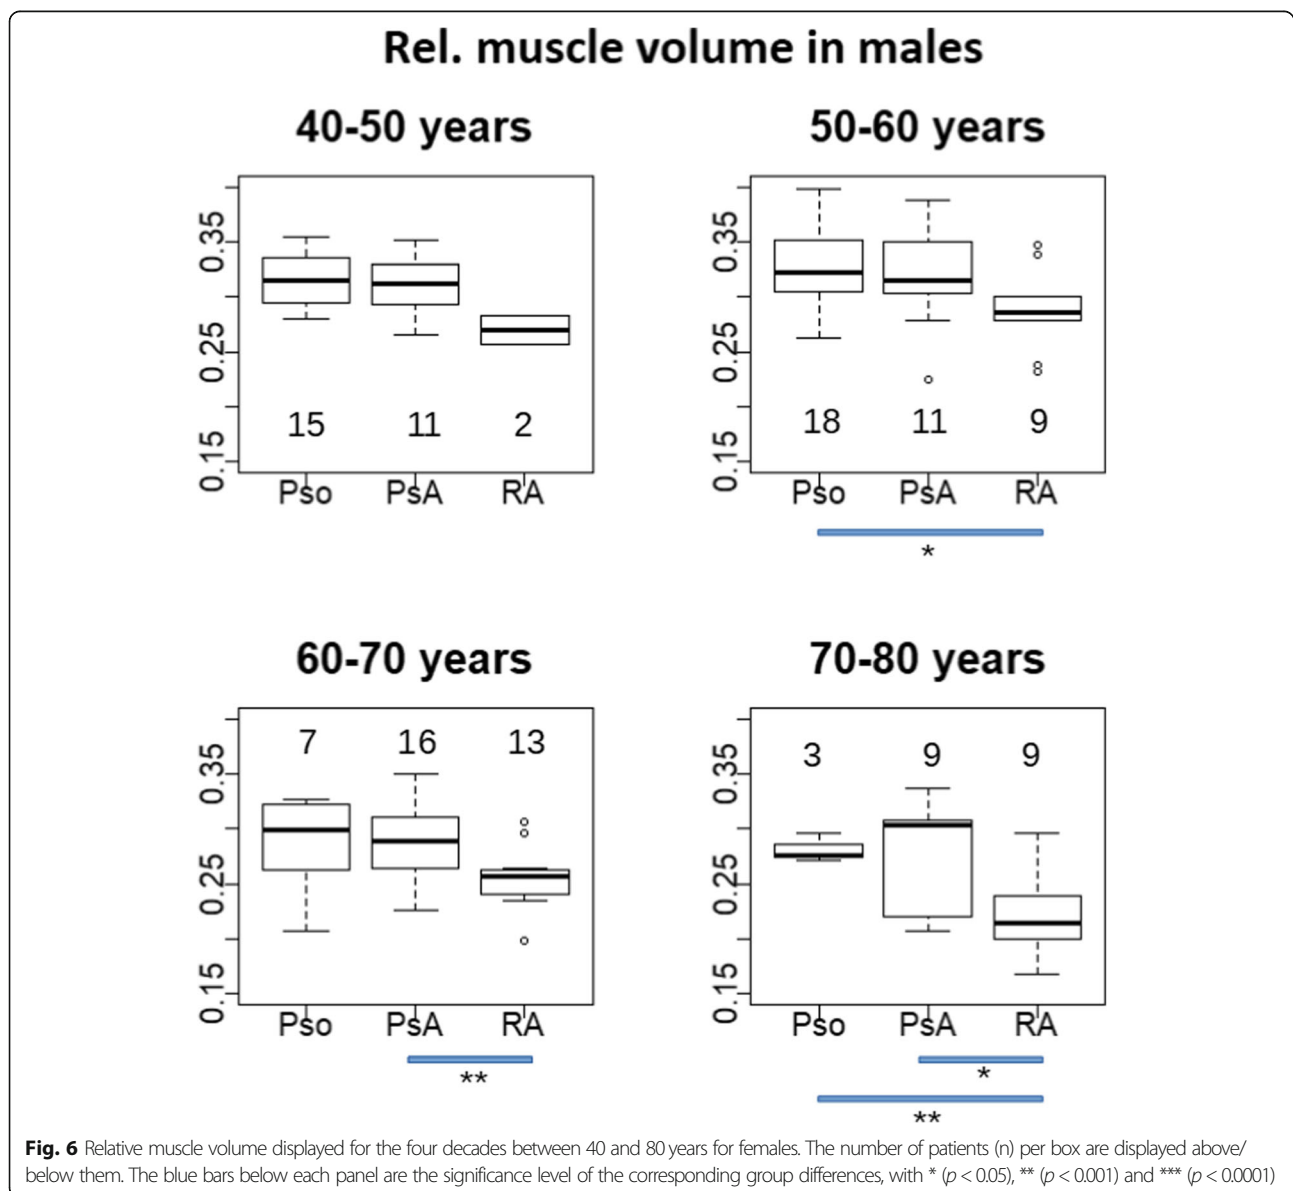 Rel. muscle volume in males
40-50 years
50-60 years
0.35
0.25
0.15
15
11
2
Pso
PsA
RA
0.35
0.25
0.15
18
11
9
Pso
PsA
RA
*
60-70 years
70-80 years
0.35
0.25
0.15
7
16
13
Pso
PsA
RA
**
0.35
0.25
0.15
3
9
9
Pso
PsA
RA
*
**
Fig. 6 Relative muscle volume displayed for the four decades between 40 and 80 years for females. The number of patients (n) per box are displayed above/
below them. The blue bars below each panel are the significance level of the corresponding group differences, with * (p < 0.05), ** (p < 0.001) and *** (p < 0.0001)